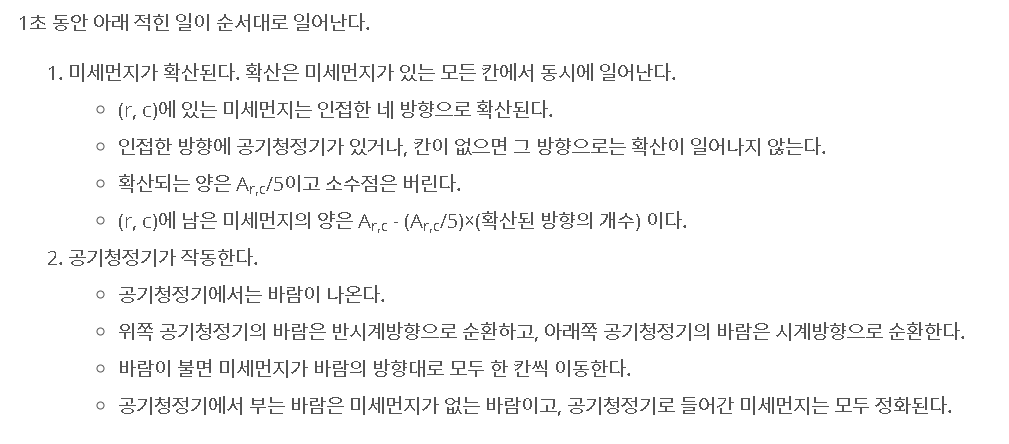 1초 동안 아래 적힌 일이 순서대로 일어난다.
1. 미세먼지가 확산된다. 확산은 미세먼지가 있는 모든 칸에서 동시에 일어난다.
○ (r, c)에 있는 미세먼지는 인접한 네 방향으로 확산된다.
○ 인접한 방향에 공기청정기가 있거나, 칸이 없으면 그 방향으로는 확산이 일어나지 않는다.
○ 확산되는 양은 Ar,c/5이고 소수점은 버린다.
○ (r, c)에 남은 미세먼지의 양은 Ar,c - (Ar,c/5)×(확산된 방향의 개수) 이다.
2. 공기청정기가 작동한다.
○ 공기청정기에서는 바람이 나온다.
○ 위쪽 공기청정기의 바람은 반시계방향으로 순환하고, 아래쪽 공기청정기의 바람은 시계방향으로 순환한다.
○ 바람이 불면 미세먼지가 바람의 방향대로 모두 한 칸씩 이동한다.
○ 공기청정기에서 부는 바람은 미세먼지가 없는 바람이고, 공기청정기로 들어간 미세먼지는 모두 정화된다.